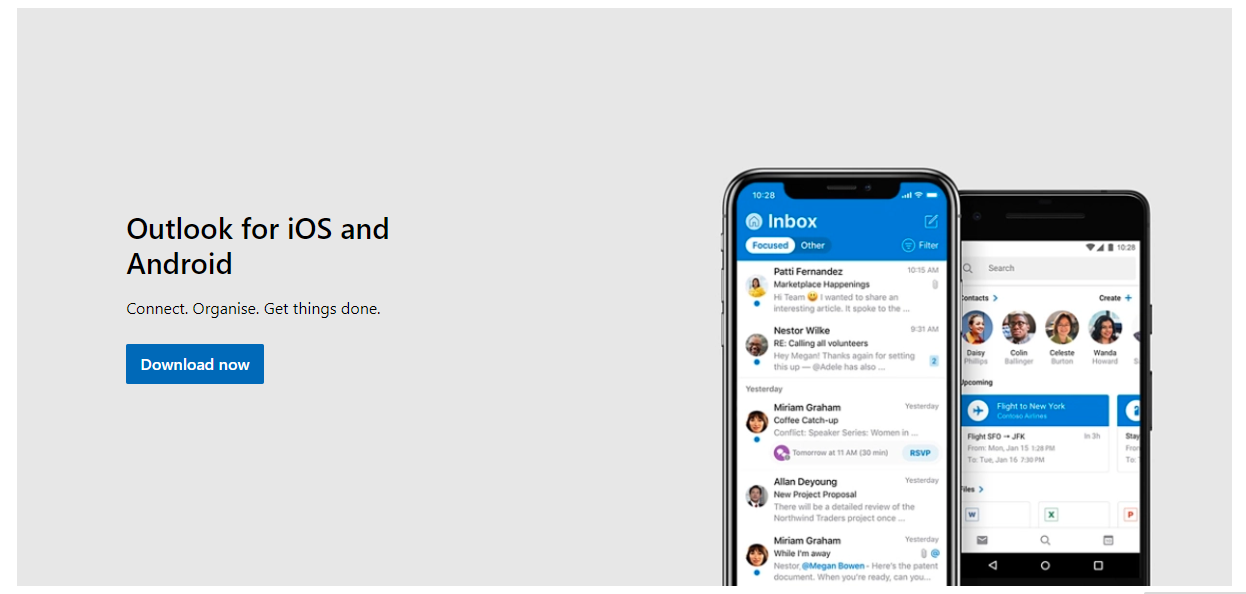 Outlook for iOS and
Android
Connect. Organise. Get things done.
Download now
10:28
Inbox
Focused Other
Filter
Patti Fernandez 10:15 AM
Marketplace Happenings
Hi Team 😀 I wanted to share an
interesting article. It spoke to the ...
Nestor Wilke 9:31 AM
RE: Calling all volunteers
Hey Megan! Thanks again for setting
this up — @Adele has also ... 2
Yesterday
Miriam Graham Yesterday
Coffee Catch-up
Conflict: Speaker Series: Women in ...
Tomorrow at 11 AM (30 min) RSVP
Allan Deyoung Yesterday
New Project Proposal
There will be a detailed review of the
Northwind Traders project once ...
Miriam Graham Yesterday
While I'm away @
Nestor, @Megan Bowen - Here's the patent
document. When you're ready, can you...
10:28
Search
ontacts > Create +
Daisy Colin Celeste Wanda
Phillips Ballinger Burton Howard
pcoming
Flight to New York
Contoso Airlines
Flight SFO → JFK In 3h
From: Mon, Jan 15 1:28 PM
To: Tue, Jan 16 7:30 PM
Stay
From
To:
iles >
W X P